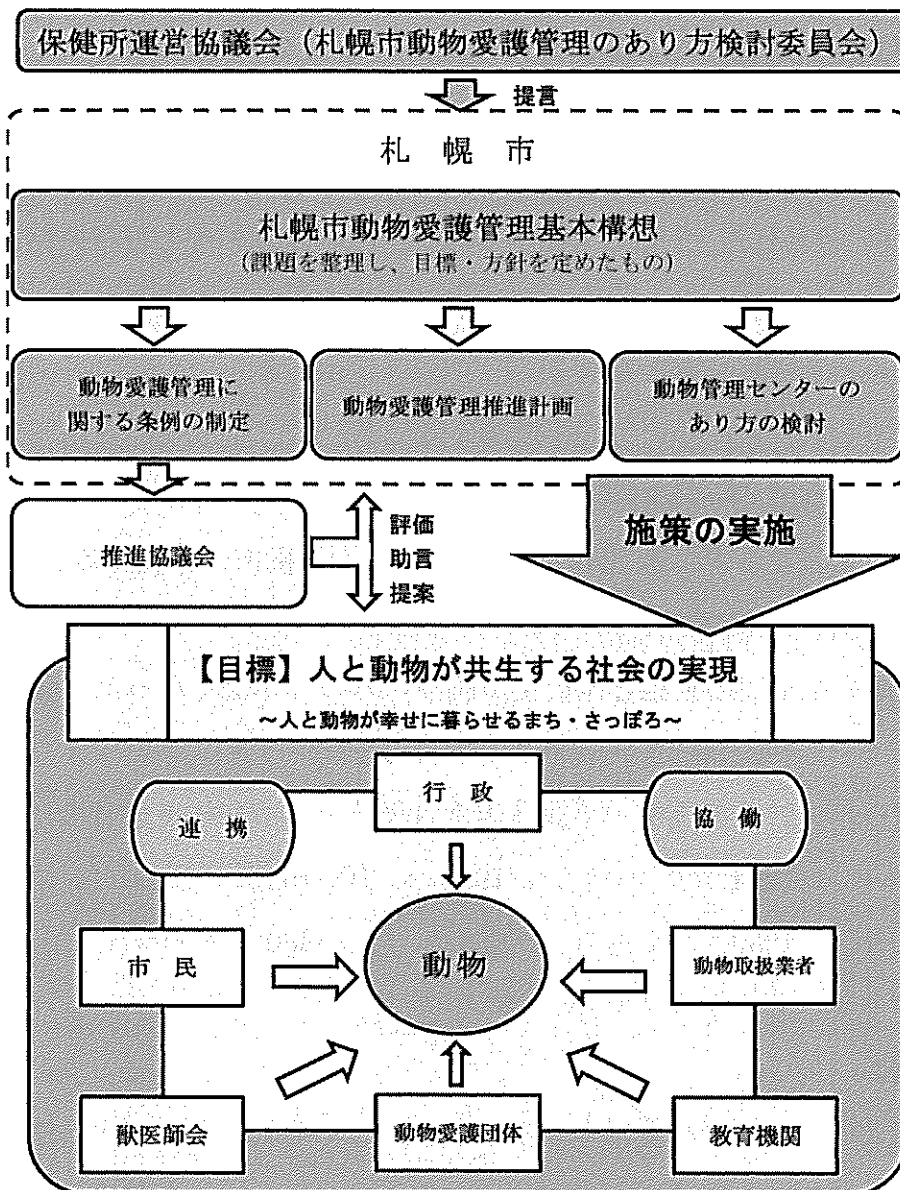 保健所運営協議会（札幌市動物愛護管理のあり方検討委員会）
提言
札 幌 市
札幌市動物愛護管理基本構想
（課題を整理し、目標・方針を定めたもの）
動物愛護管理に
関する条例の制定
動物愛護管理推進計画
動物管理センターの
あり方の検討
推進協議会
評価
助言
提案
施策の実施
【目標】人と動物が共生する社会の実現
～人と動物が幸せに暮らせるまち・さっぽろ～
行 政
連 携
協 働
市 民
動物
動物取扱業者
獣医師会
動物愛護団体
教育機関